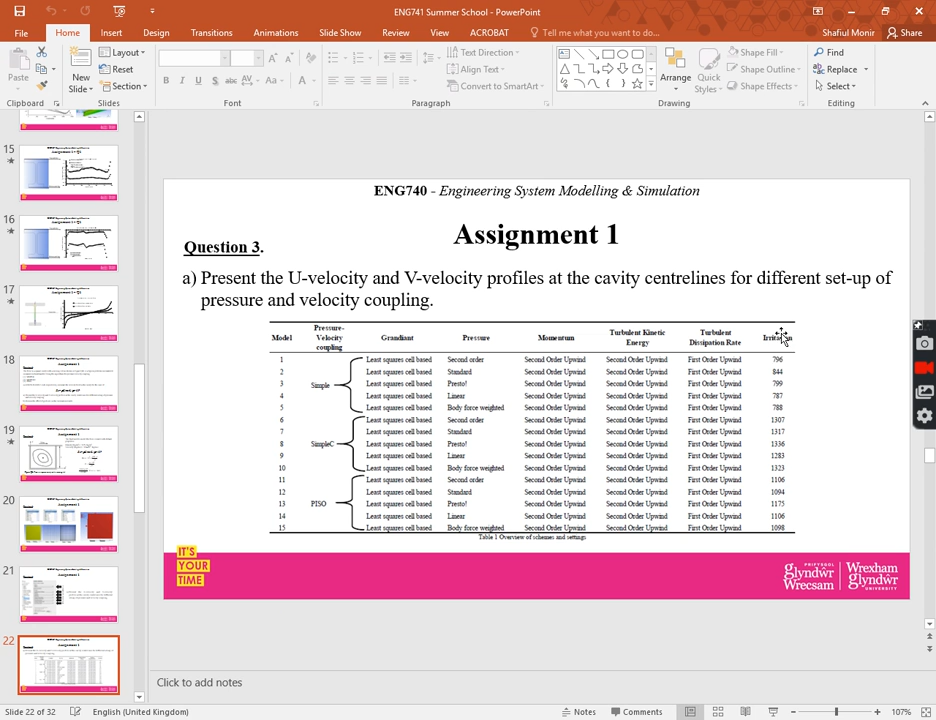 ENG741 Summer School - PowerPoint
File Home Insert Design Transitions Animations Slide Show Review View ACROBAT Tell me what you want to do... Shafiul Monir Share
Paste
New Slide
Layout
Reset
Section
Text Direction
Align Text
Convert to SmartArt
Arrange
Quick Styles
Shape Fill
Shape Outline
Shape Effects
Find
Replace
Select
Clipboard Slides Font Paragraph Drawing Editing
15
16
17
18
19
20
21
22
ENG740 - Engineering System Modelling & Simulation
Assignment 1
Question 3.
a) Present the U-velocity and V-velocity profiles at the cavity centrelines for different set-up of
pressure and velocity coupling.
Model Pressure-Velocity coupling Grandiant Pressure Momentum Turbulent Kinetic Energy Turbulent Dissipation Rate
1 Least squares cell based Second order Second Order Upwind Second Order Upwind First Order Upwind 796
2 Least squares cell based Standard Second Order Upwind Second Order Upwind First Order Upwind 844
3 Simple Least squares cell based Presto! Second Order Upwind Second Order Upwind First Order Upwind 799
4 Least squares cell based Linear Second Order Upwind Second Order Upwind First Order Upwind 787
5 Least squares cell based Body force weighted Second Order Upwind Second Order Upwind First Order Upwind 788
6 Least squares cell based Second order Second Order Upwind Second Order Upwind First Order Upwind 1307
7 Least squares cell based Standard Second Order Upwind Second Order Upwind First Order Upwind 1317
8 SimpleC Least squares cell based Presto! Second Order Upwind Second Order Upwind First Order Upwind 1336
9 Least squares cell based Linear Second Order Upwind Second Order Upwind First Order Upwind 1283
10 Least squares cell based Body force weighted Second Order Upwind Second Order Upwind First Order Upwind 1323
11 Least squares cell based Second order Second Order Upwind Second Order Upwind First Order Upwind 1106
12 Least squares cell based Standard Second Order Upwind Second Order Upwind First Order Upwind 1094
13 PISO Least squares cell based Presto! Second Order Upwind Second Order Upwind First Order Upwind 1175
14 Least squares cell based Linear Second Order Upwind Second Order Upwind First Order Upwind 1106
15 Least squares cell based Body force weighted Second Order Upwind Second Order Upwind First Order Upwind 1098
Table 1 Overview of schemes and settings
IT'S
YOUR
TIME
PRIFYSGOL
glyndŵr
Wrecsam
Wrexham
glyndŵr
UNIVERSITY
Click to add notes
Slide 22 of 32 English (United Kingdom) Notes Comments 107%